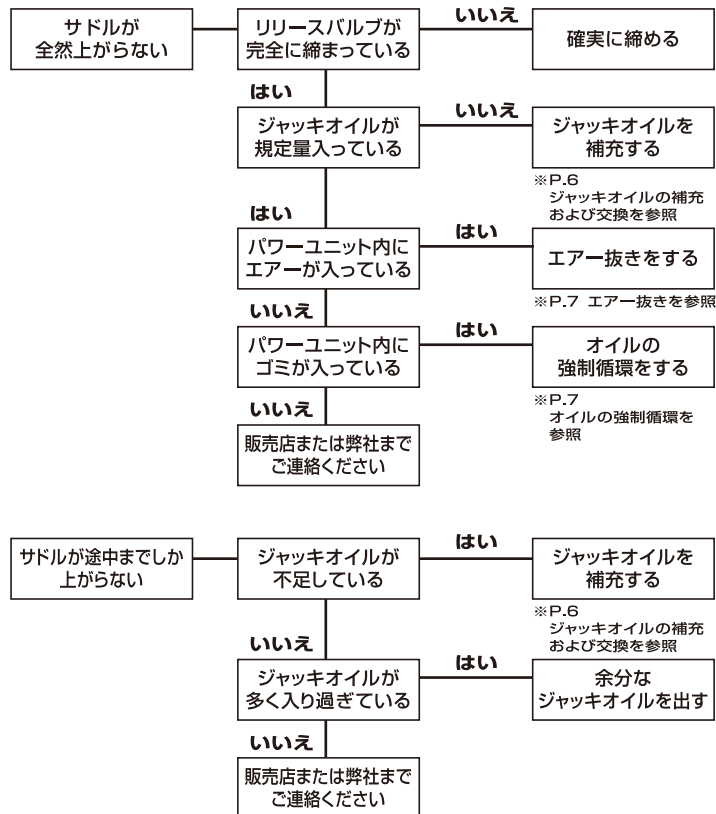 サドルが
全然上がらない
リリースバルブが
完全に締まっている
いいえ
確実に締める
はい
ジャッキオイルが
規定量入っている
いいえ
ジャッキオイルを
補充する
※P.6
ジャッキオイルの補充
および交換を参照
はい
パワーユニット内に
エアーが入っている
はい
エアー抜きをする
※P.7 エアー抜きを参照
いいえ
パワーユニット内に
ゴミが入っている
はい
オイルの
強制循環をする
※P.7
オイルの強制循環を
参照
いいえ
販売店または弊社まで
ご連絡ください
サドルが途中までしか
上がらない
ジャッキオイルが
不足している
はい
ジャッキオイルを
補充する
※P.6
ジャッキオイルの補充
および交換を参照
いいえ
ジャッキオイルが
多く入り過ぎている
はい
余分な
ジャッキオイルを出す
いいえ
販売店または弊社まで
ご連絡ください